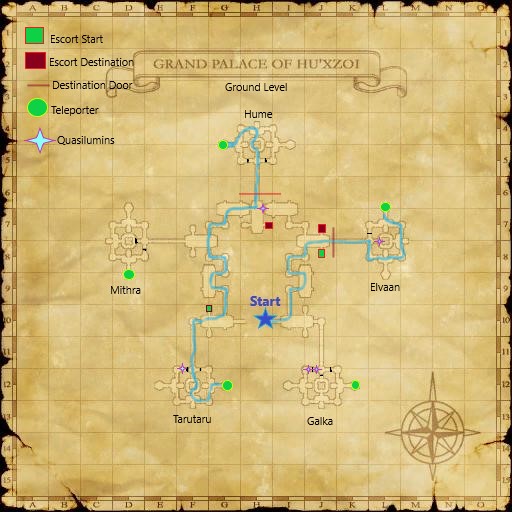 A B C D E F G H I J K L M N O
Escort Start
Escort Destination
Destination Door
Teleporter
Quasilumins
GRAND PALACE OF HU'XZOI
Ground Level
Hume
Mithra
Elvaan
Start
Tarutaru
Galka
1
2
3
4
5
6
7
8
9
10
11
12
13
14
15
A B C D E F G H I J K L M N O